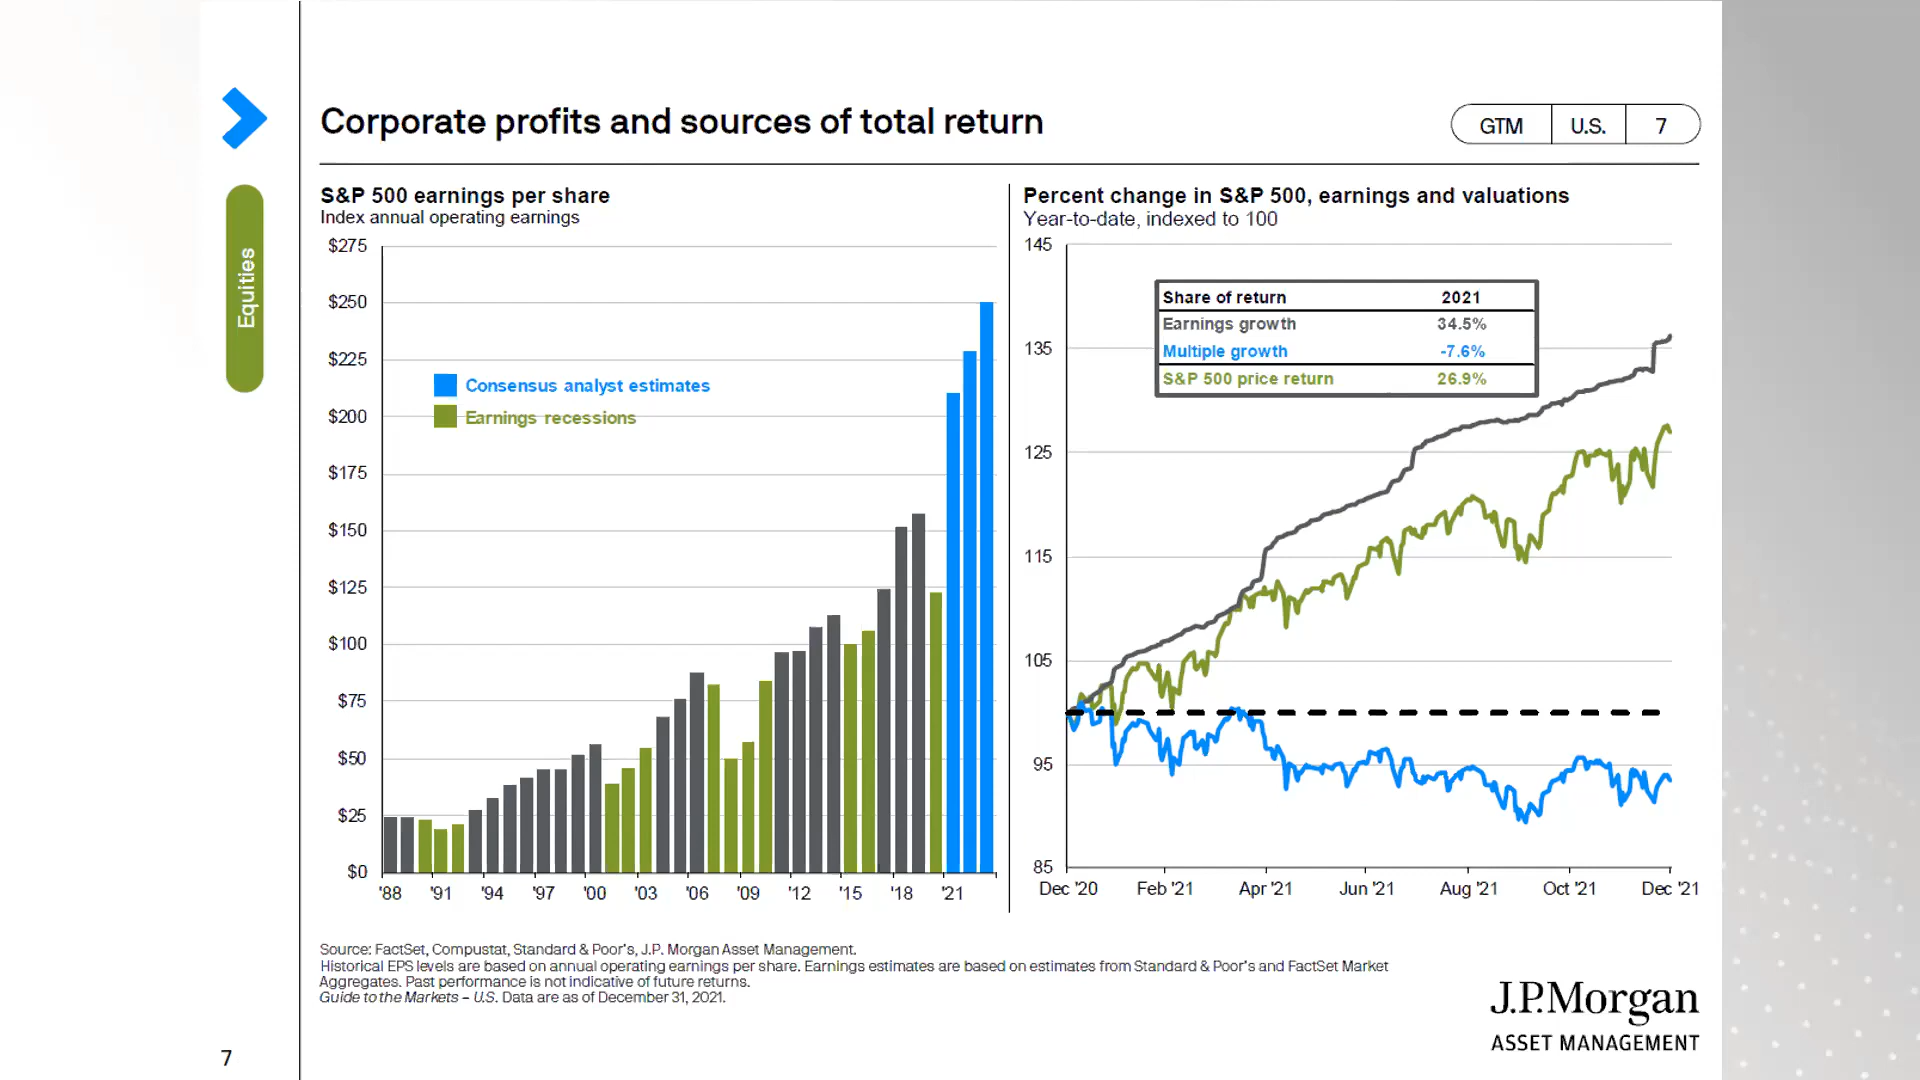 Corporate profits and sources of total return
GTM U.S. 7
Equities
S&P 500 earnings per share
Index annual operating earnings
$275
$250
$225
$200
$175
$150
$125
$100
$75
$50
$25
$0
Consensus analyst estimates
Earnings recessions
'88 '91 '94 '97 '00 '03 '06 '09 '12 '15 '18 '21
Percent change in S&P 500, earnings and valuations
Year-to-date, indexed to 100
145
135
125
115
105
95
85
Share of return 2021
Earnings growth 34.5%
Multiple growth -7.6%
S&P 500 price return 26.9%
Dec '20 Feb '21 Apr '21 Jun '21 Aug '21 Oct '21 Dec '21
Source: FactSet, Compustat, Standard & Poor's, J.P. Morgan Asset Management.
Historical EPS levels are based on annual operating earnings per share. Earnings estimates are based on estimates from Standard & Poor's and FactSet Market
Aggregates. Past performance is not indicative of future returns.
Guide to the Markets – U.S. Data are as of December 31, 2021.
J.P.Morgan
ASSET MANAGEMENT
7